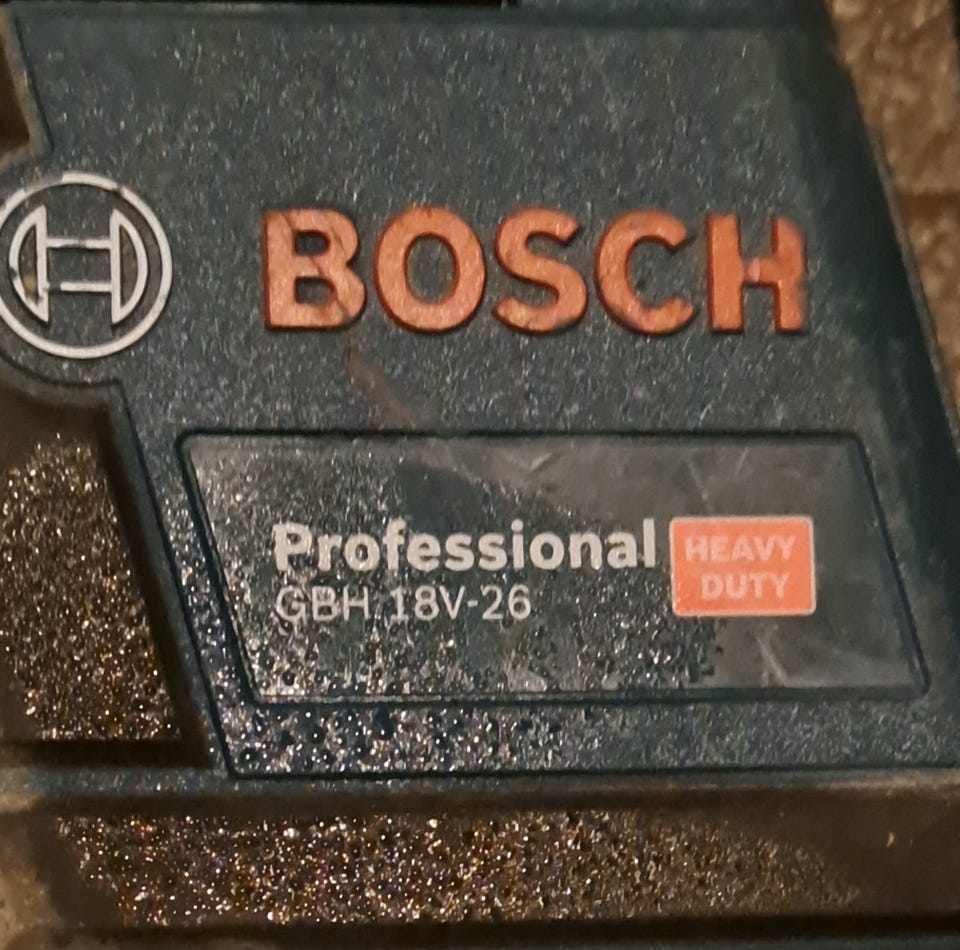 BOSCH
Professional
GBH 18V-26
HEAVY
DUTY